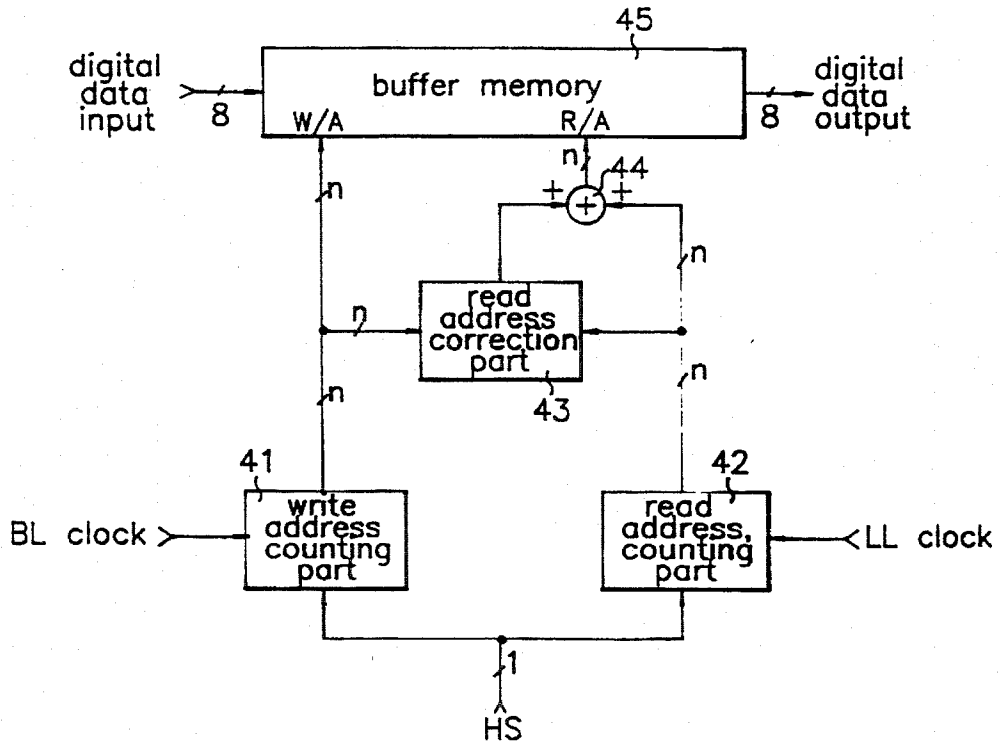 45
digital
data
input
8
buffer memory
W/A
R/A
8
digital
data
output
n
n
44
+
+
+
n
n
read
address
correction
part
43
n
n
41
write
address
counting
part
BL clock
42
read
address,
counting
part
LL clock
1
HS